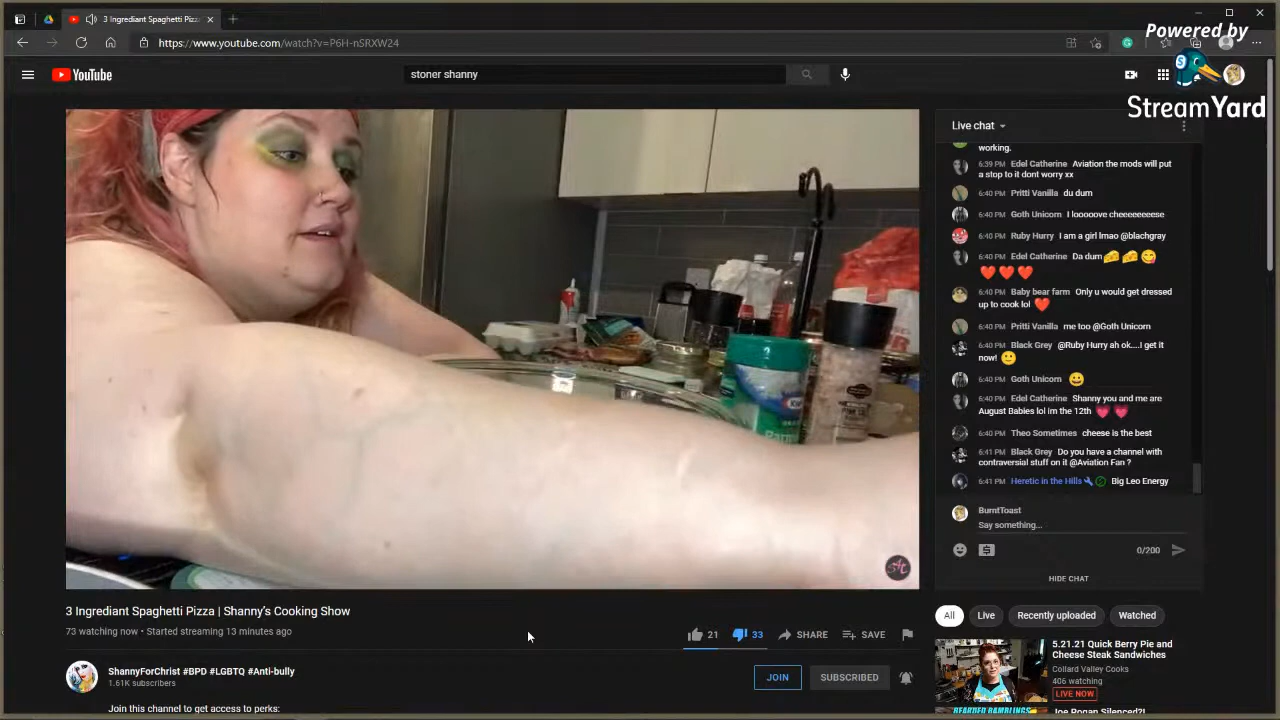 3 Ingrediant Spaghetti Pizza
https://www.youtube.com/watch?v=P6H-nSRXW24
Powered by
StreamYard
YouTube
stoner shanny
Live chat
working.
6:39 PM Edel Catherine Aviation the mods will put
a stop to it dont worry xx
6:40 PM Pritti Vanilla du dum
6:40 PM Goth Unicorn I looooove cheeeeeeeese
6:40 PM Ruby Hurry I am a girl lmao @blachgray
6:40 PM Edel Catherine Da dum🧀🧀😋
❤️❤️❤️
6:40 PM Baby bear farm Only u would get dressed
up to cook lol ❤️
6:40 PM Pritti Vanilla me too @Goth Unicorn
6:40 PM Black Grey @Ruby Hurry ah ok....I get it
now! 🙂
6:40 PM Goth Unicorn 😀
6:40 PM Edel Catherine Shanny you and me are
August Babies lol im the 12th 💗💗
6:40 PM Theo Sometimes cheese is the best
6:41 PM Black Grey Do you have a channel with
contraversial stuff on it @Aviation Fan ?
6:41 PM Heretic in the Hills Big Leo Energy
BurntToast
Say something...
0/200
HIDE CHAT
3 Ingrediant Spaghetti Pizza | Shanny's Cooking Show
73 watching now • Started streaming 13 minutes ago
21 33 SHARE SAVE
ShannyForChrist #BPD #LGBTQ #Anti-bully
1.61K subscribers
JOIN SUBSCRIBED
Join this channel to get access to perks:
All Live Recently uploaded Watched
5.21.21 Quick Berry Pie and
Cheese Steak Sandwiches
Collard Valley Cooks
406 watching
LIVE NOW
BEARDED RAMBLINGS
Joe Rogan Silenced?!